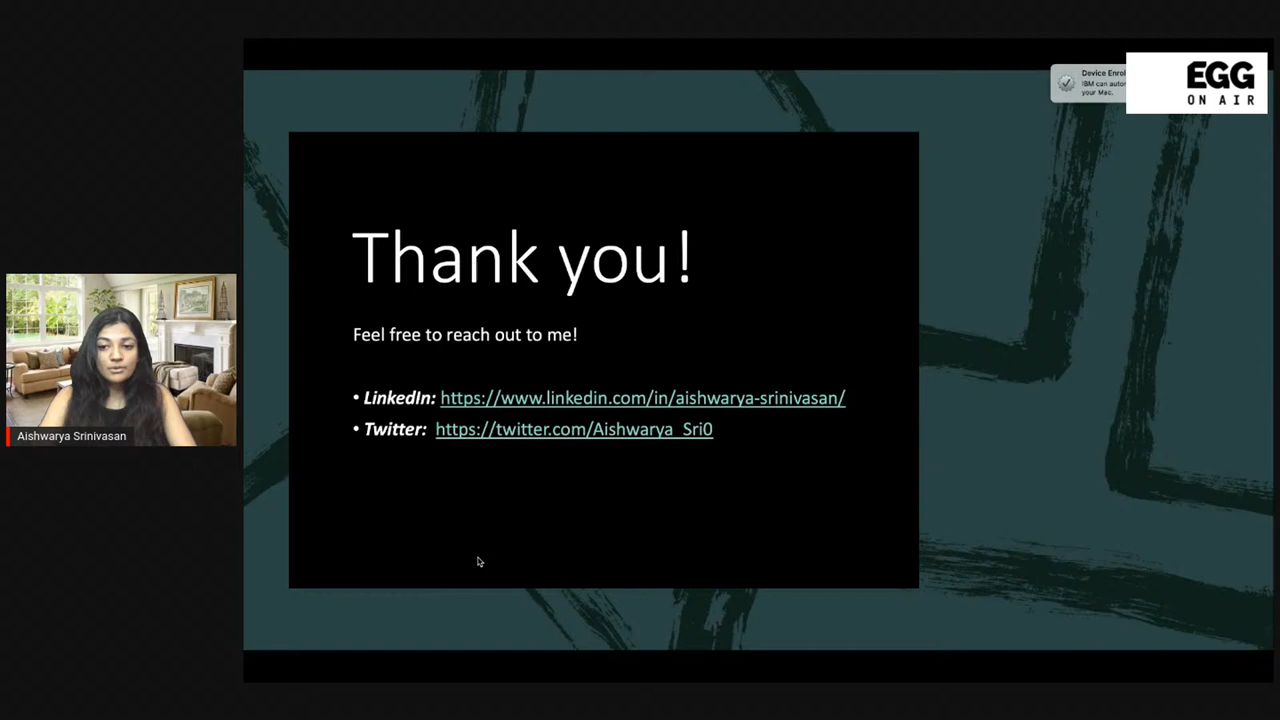 Device Enrol
IBM can autor
your Mac.
EGG
ON AIR
Thank you!
Feel free to reach out to me!
• LinkedIn: https://www.linkedin.com/in/aishwarya-srinivasan/
• Twitter: https://twitter.com/Aishwarya_Sri0
Aishwarya Srinivasan